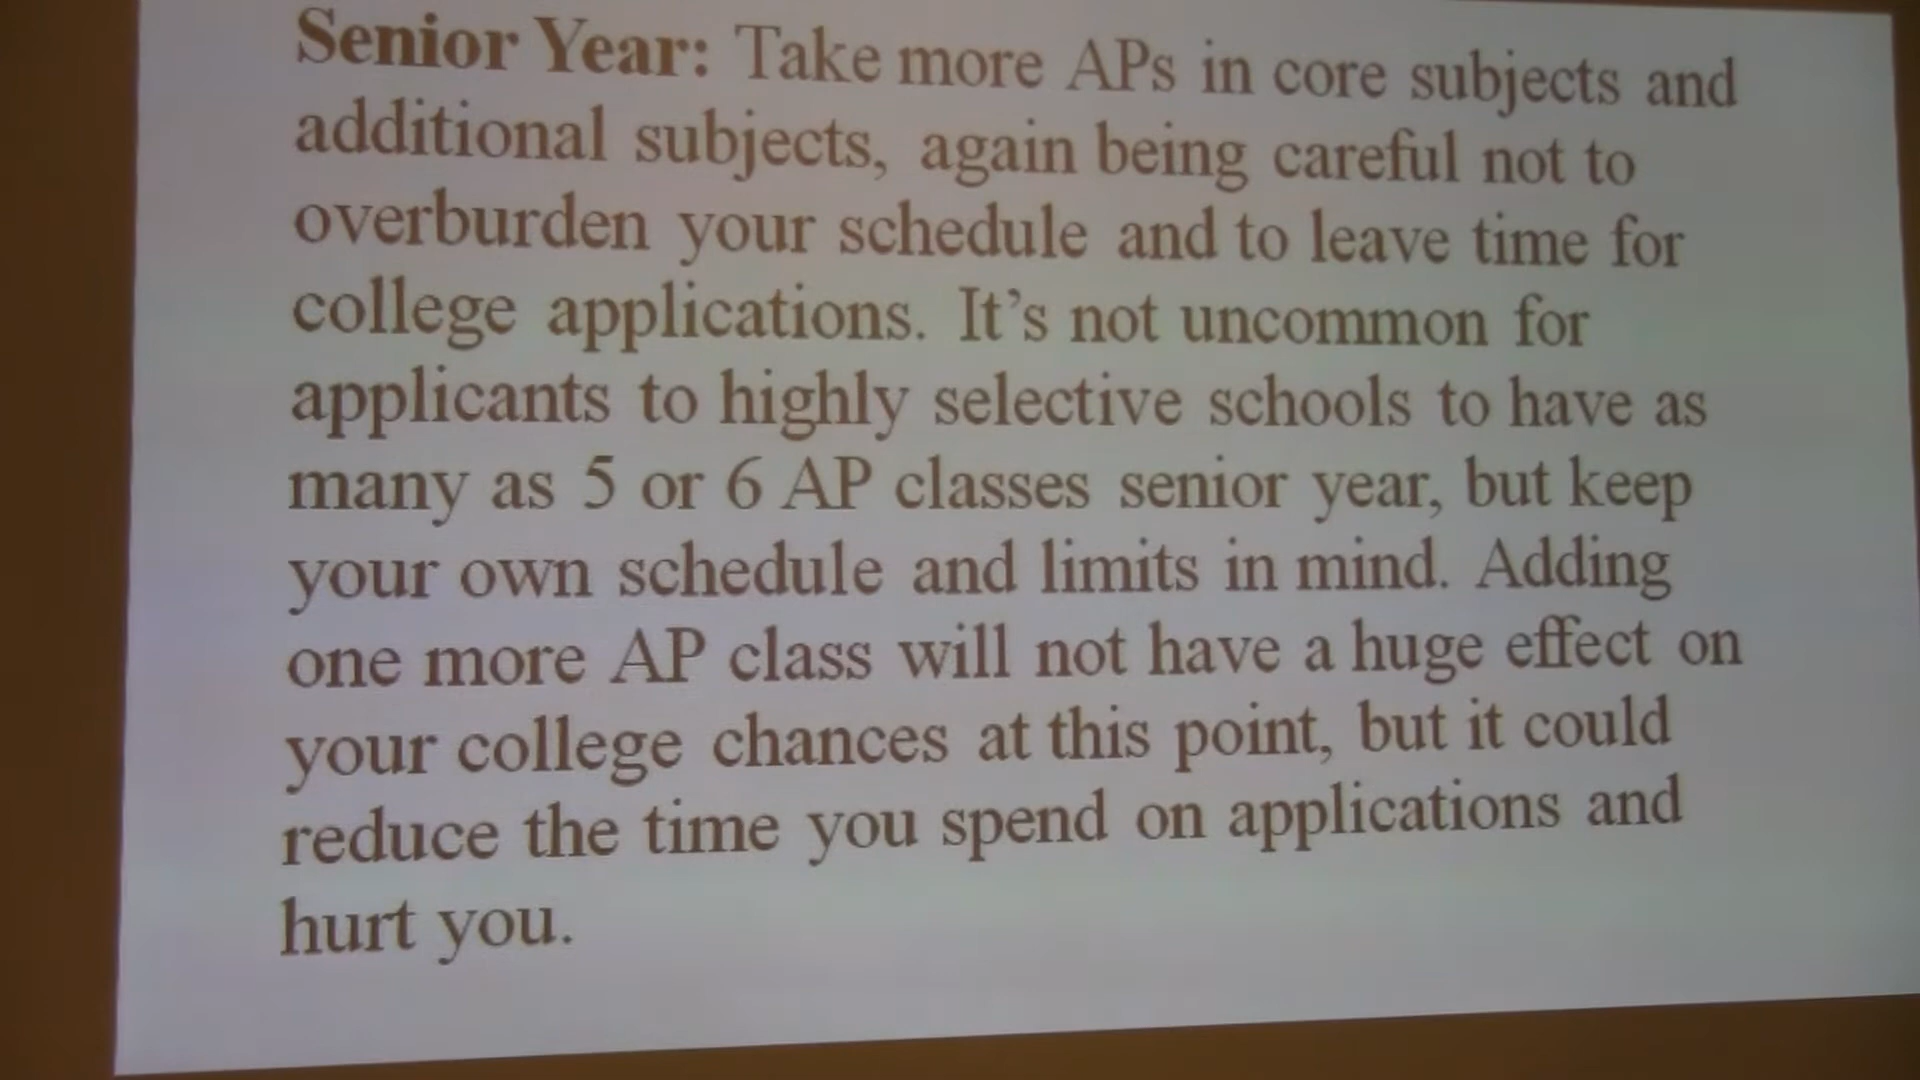 Senior Year: Take more APs in core subjects and
additional subjects, again being careful not to
overburden your schedule and to leave time for
college applications. It's not uncommon for
applicants to highly selective schools to have as
many as 5 or 6 AP classes senior year, but keep
your own schedule and limits in mind. Adding
one more AP class will not have a huge effect on
your college chances at this point, but it could
reduce the time you spend on applications and
hurt you.